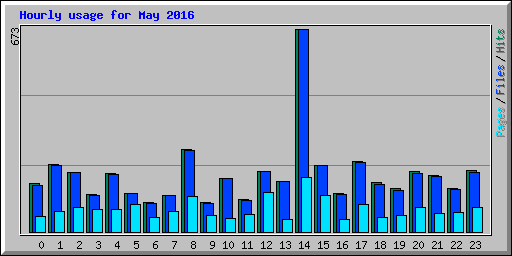 Hourly usage for May 2016
673
Pages / Files / Hits
0 1 2 3 4 5 6 7 8 9 10 11 12 13 14 15 16 17 18 19 20 21 22 23